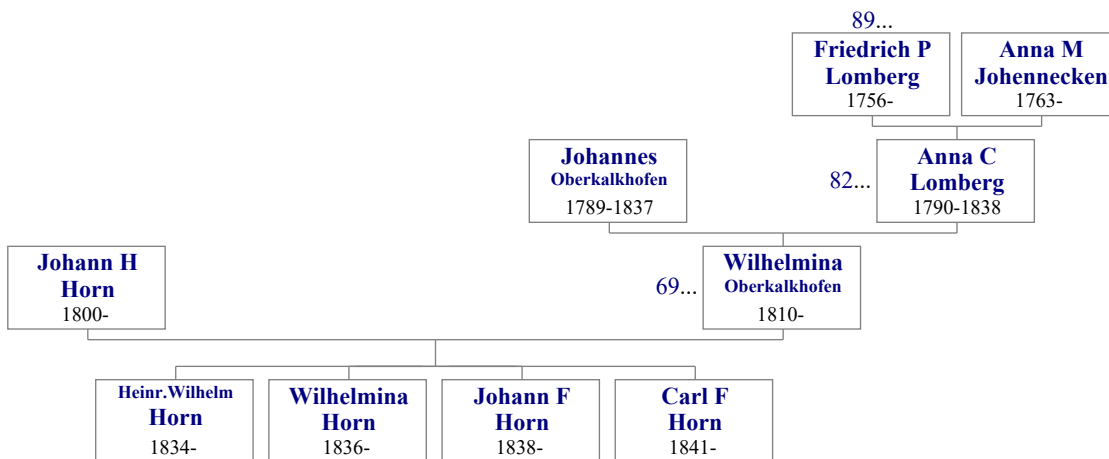 89...
Friedrich P
Lomberg
1756-
Anna M
Johennecken
1763-
Johannes
Oberkalkhofen
1789-1837
82...
Anna C
Lomberg
1790-1838
Johann H
Horn
1800-
69...
Wilhelmina
Oberkalkhofen
1810-
Heinr.Wilhelm
Horn
1834-
Wilhelmina
Horn
1836-
Johann F
Horn
1838-
Carl F
Horn
1841-